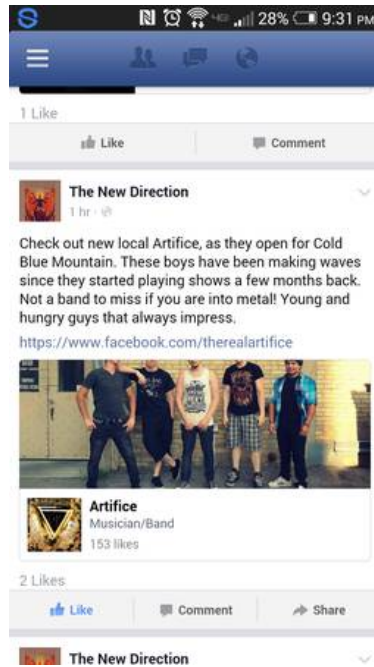 28% 9:31 PM
1 Like
Like Comment
The New Direction
1 hr
Check out new local Artifice, as they open for Cold
Blue Mountain. These boys have been making waves
since they started playing shows a few months back.
Not a band to miss if you are into metal! Young and
hungry guys that always impress.
https://www.facebook.com/therealartifice
Artifice
Musician/Band
153 likes
2 Likes
Like Comment Share
The New Direction